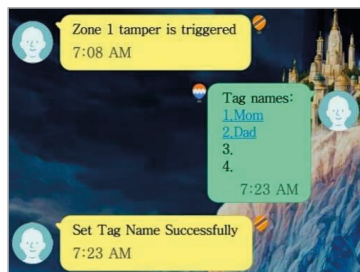 Zone 1 tamper is triggered
7:08 AM
Tag names:
1.Mom
2.Dad
3.
4.
7:23 AM
Set Tag Name Successfully
7:23 AM